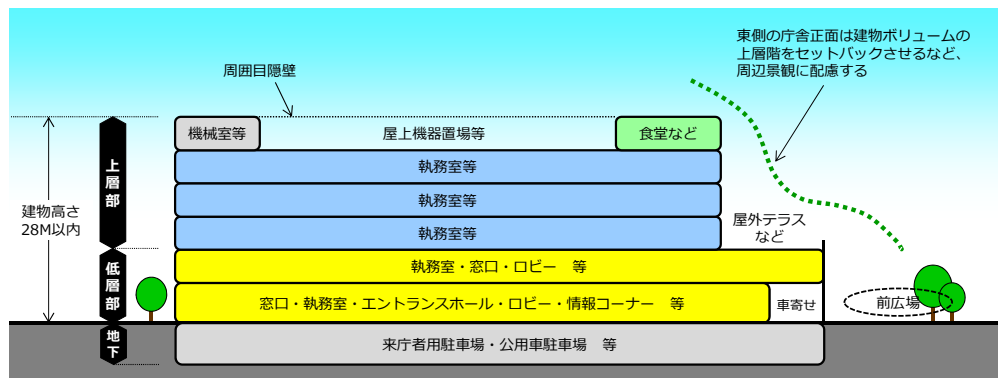 東側の庁舎正面は建物ボリュームの
上層階をセットバックさせるなど、
周辺景観に配慮する
周囲目隠壁
機械室等
屋上機器置場等
食堂など
上層部
執務室等
執務室等
執務室等
建物高さ
28M以内
屋外テラス
など
低層部
執務室・窓口・ロビー 等
窓口・執務室・エントランスホール・ロビー・情報コーナー 等
車寄せ
前広場
地下
来庁者用駐車場・公用車駐車場 等